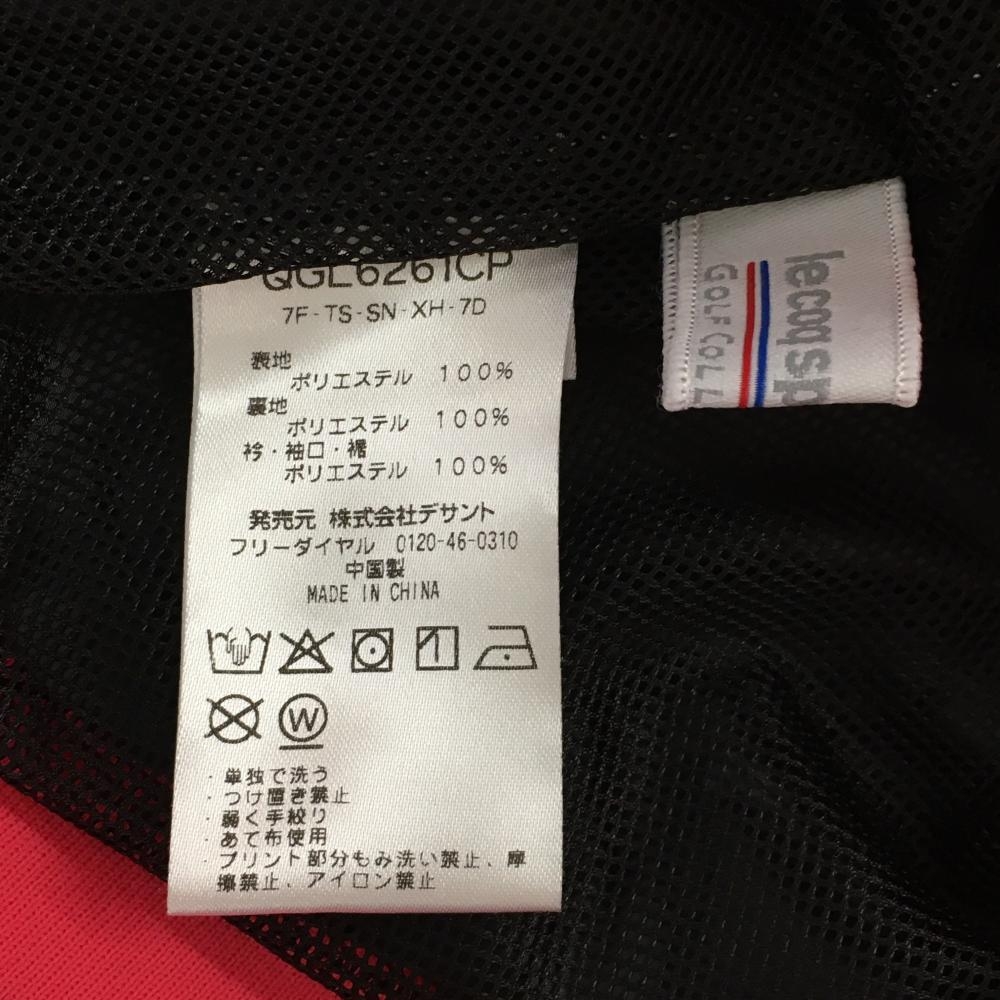 QGL6261CP
7F-TS-SN-XH-7D
表地
ポリエステル 100%
裏地
ポリエステル 100%
衿・袖口・裾
ポリエステル 100%
発売元 株式会社デサント
フリーダイヤル 0120-46-0310
中国製
MADE IN CHINA
W
・単独で洗う
・つけ置き禁止
・弱く手絞り
・あて布使用
・プリント部分もみ洗い禁止、摩
擦禁止、アイロン禁止
lecoqsp
GOLF COLL